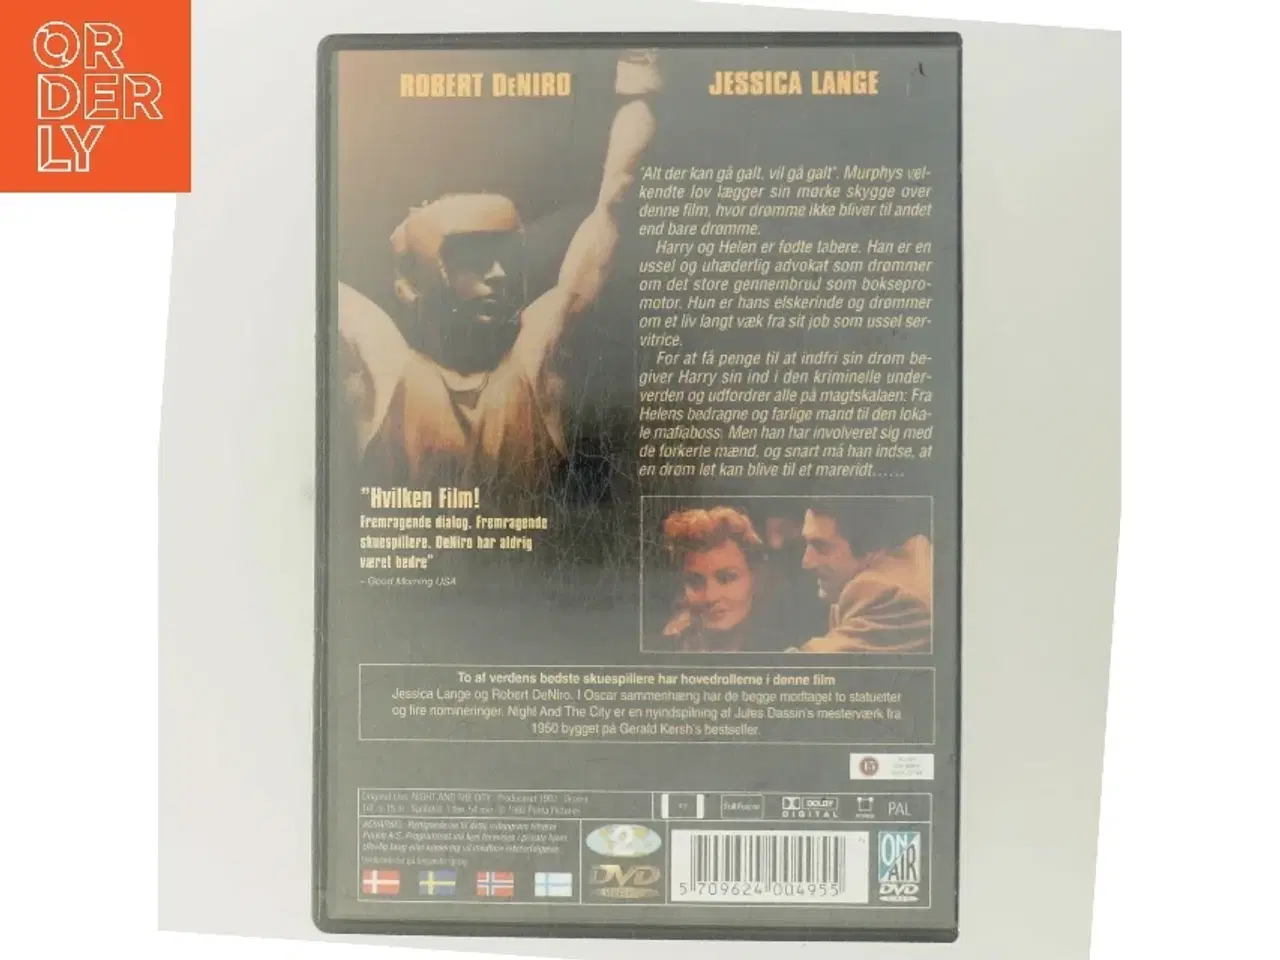 ORDERLY
ROBERT DeNIRO
JESSICA LANGE
"Alt der kan gå galt, vil gå galt". Murphys vel-
kendte lov lægger sin mørke skygge over
denne film, hvor drømme ikke bliver til andet
end bare drømme.
Harry og Helen er fødte tabere. Han er en
ussel og uhæderlig advokat som drømmer
om det store gennembrud som boksepro-
motor. Hun er hans elskerinde og drømmer
om et liv langt væk fra sit job som ussel ser-
vitrice.
For at få penge til at indfri sin drøm be-
giver Harry sin ind i den kriminelle under-
verden og udfordrer alle på magtskalaen: Fra
Helens bedragne og farlige mand til den loka-
le mafiaboss. Men han har involveret sig med
de forkerte mænd, og snart må han indse, at
en drøm let kan blive til et mareridt......
"Hvilken Film!
Fremragende dialog. Fremragende
skuespillere. DeNiro har aldrig
været bedre"
- Good Morning USA
To af verdens bedste skuespillere har hovedrollerne i denne film
Jessica Lange og Robert DeNiro. I Oscar sammenhæng har de begge modtaget to statuetter
og fire nomineringer. Night And The City er en nyindspilning af Jules Dassin's mesterværk fra
1950 bygget på Gerald Kersh's bestseller.
15
NIGHT AND THE CITY
DOLBY
DIGITAL
PAL
2
DVD
VIDEO
5 709624 004955
ON AIR
DVD
VIDEO